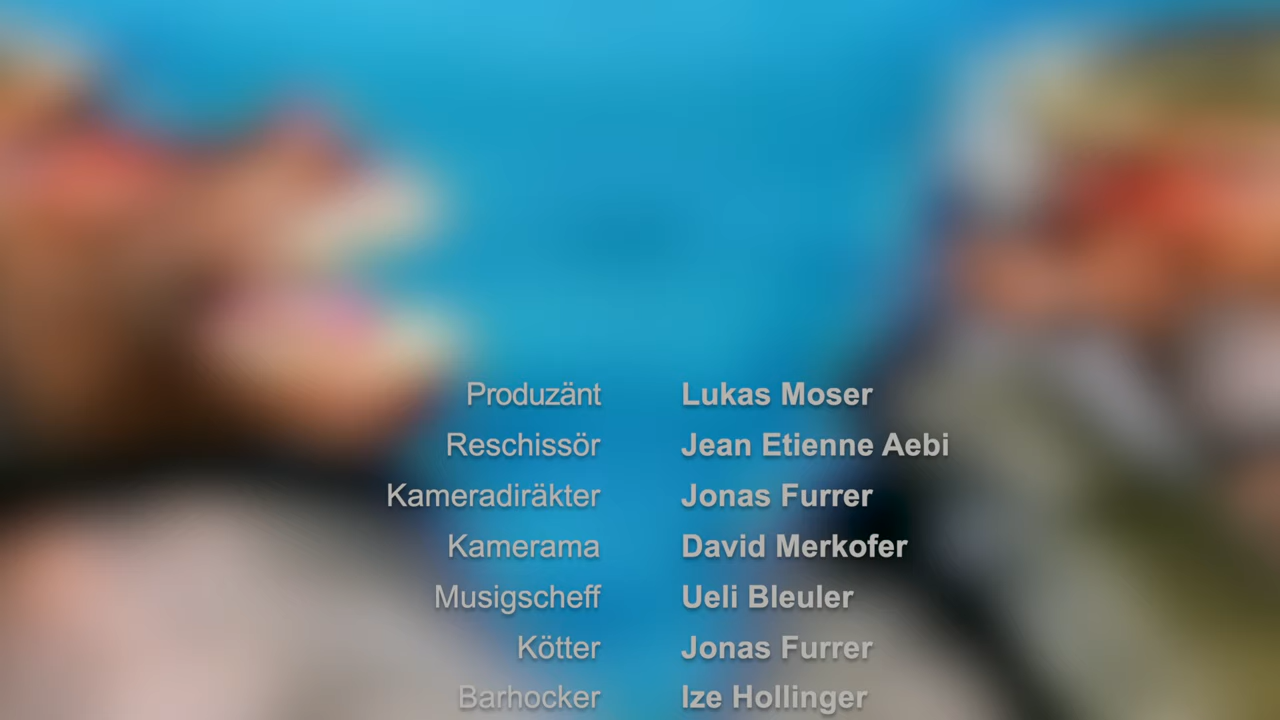 Produzänt Lukas Moser
Reschissör Jean Etienne Aebi
Kameradiräkter Jonas Furrer
Kamerama David Merkofer
Musigscheff Ueli Bleuler
Kötter Jonas Furrer
Barhocker Ize Hollinger